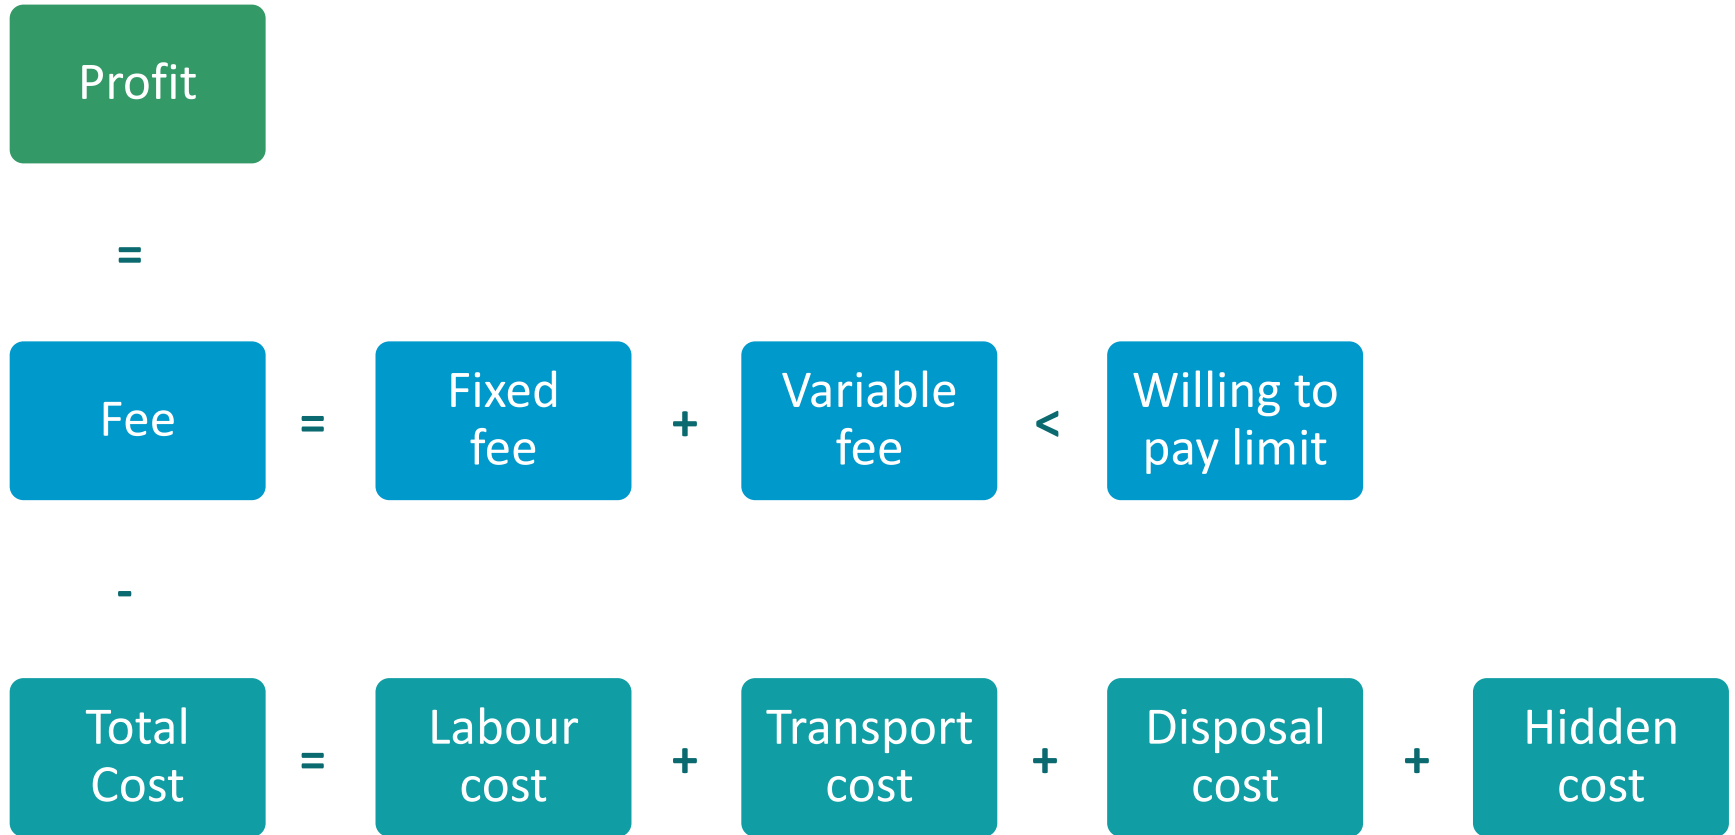 Profit
=
Fee = Fixed fee + Variable fee < Willing to pay limit
-
Total Cost = Labour cost + Transport cost + Disposal cost + Hidden cost